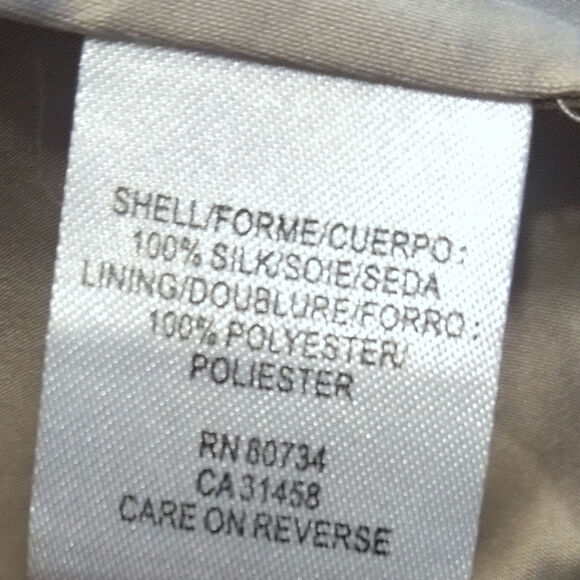 SHELL/FORME/CUERPO:
100% SILK/SOIE/SEDA
LINING/DOUBLURE/FORRO:
100% POLYESTER/
POLIESTER
RN 60734
CA 31458
CARE ON REVERSE